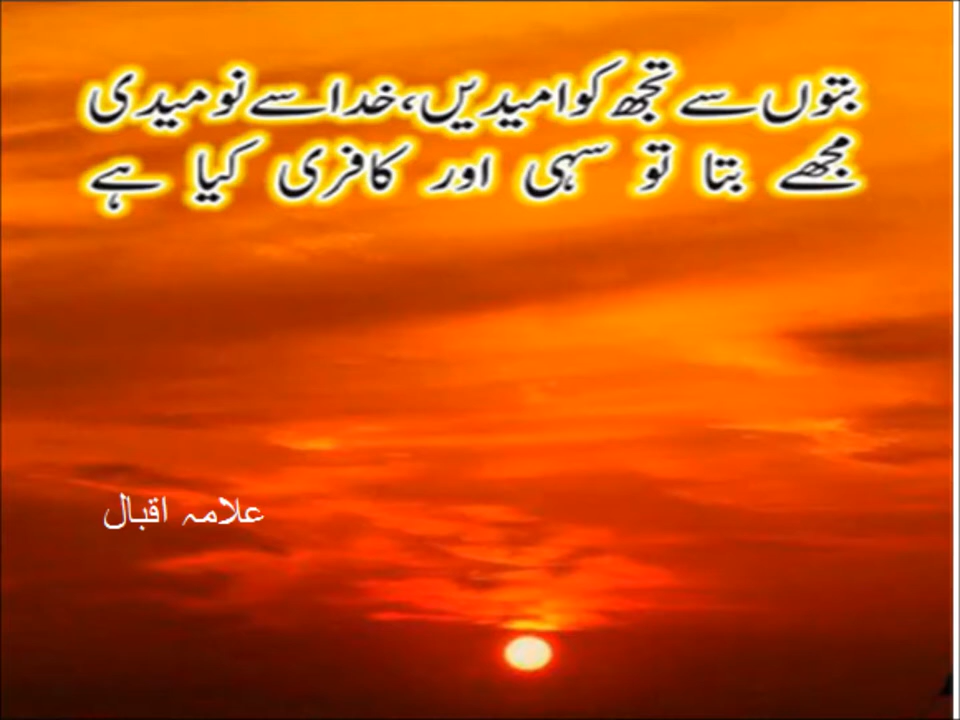 بتوں سے تجھ کو امیدیں، خدا سے نومیدی
مجھے بتا تو سہی اور کافری کیا ہے
علامہ اقبال